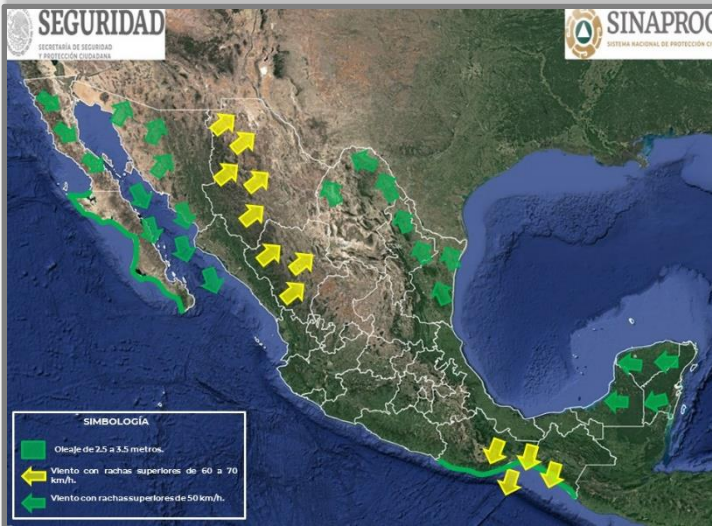 SEGURIDAD
SECRETARÍA DE SEGURIDAD
Y PROTECCIÓN CIUDADANA
SINAPROC
SISTEMA NACIONAL DE PROTECCIÓN CI
SIMBOLOGÍA
Oleaje de 2.5 a 3.5 metros.
Viento con rachas superiores de 60 a 70
km/h.
Viento con rachas superiores de 50 km/h.